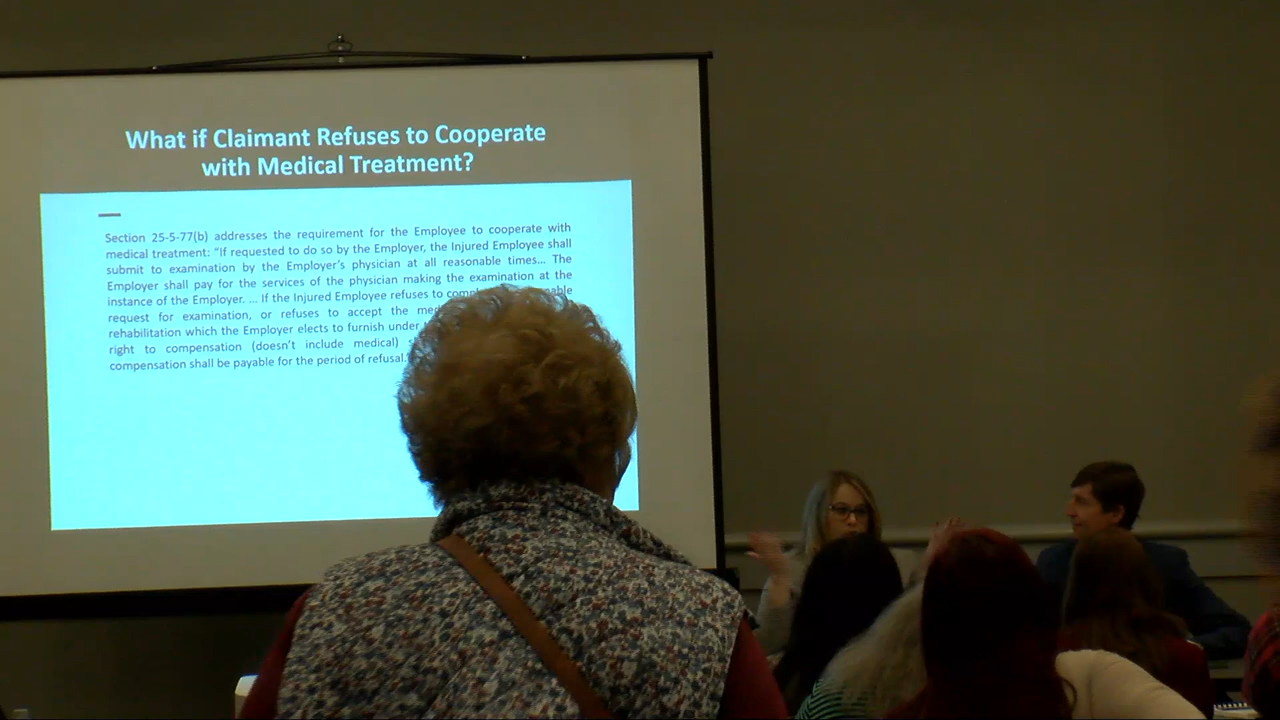 What if Claimant Refuses to Cooperate
with Medical Treatment?
Section 25-5-77(b) addresses the requirement for the Employee to cooperate with
medical treatment: “If requested to do so by the Employer, the Injured Employee shall
submit to examination by the Employer’s physician at all reasonable times... The
Employer shall pay for the services of the physician making the examination at the
instance of the Employer. ... If the Injured Employee refuses to
request for examination, or refuses to accept the
rehabilitation which the Employer elects to furnish under
right to compensation (doesn’t include medical)
compensation shall be payable for the period of refusal.